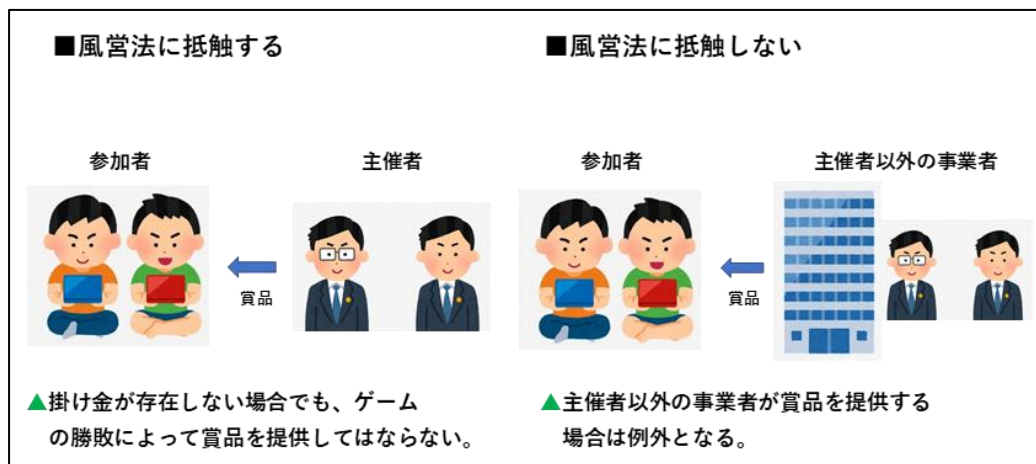 ■風営法に抵触する
参加者
主催者
賞品
▲掛け金が存在しない場合でも、ゲーム
の勝敗によって賞品を提供してはならない。
■風営法に抵触しない
参加者
主催者以外の事業者
賞品
▲主催者以外の事業者が賞品を提供する
場合は例外となる。